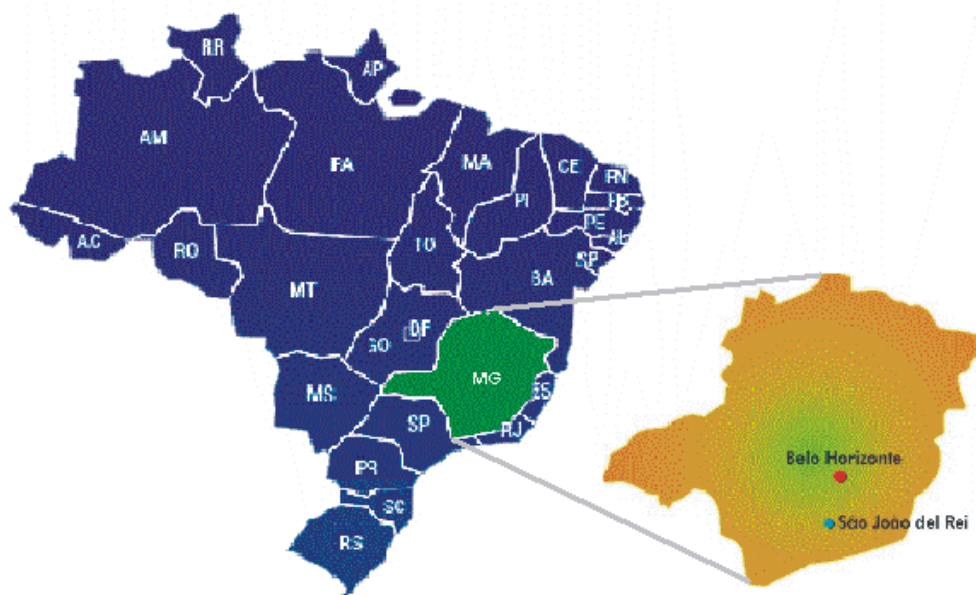 RR
AP
AM
PA
MA
CE
RN
PB
PI
PE
AL
AC
RO
TO
SP
BA
MT
DF
GO
MG
MS
ES
SP
RJ
PR
SC
RS
Belo Horizonte
São João del Rei